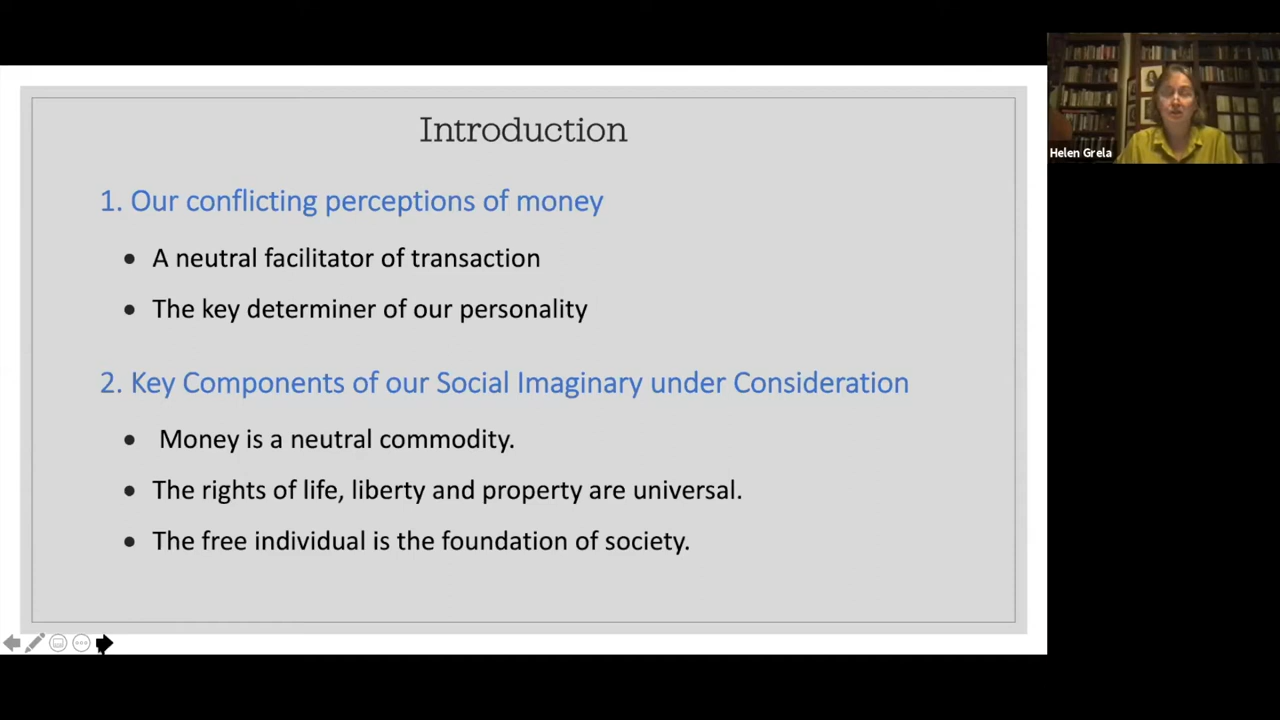 Introduction
1. Our conflicting perceptions of money
• A neutral facilitator of transaction
• The key determiner of our personality
2. Key Components of our Social Imaginary under Consideration
• Money is a neutral commodity.
• The rights of life, liberty and property are universal.
• The free individual is the foundation of society.
Helen Grela